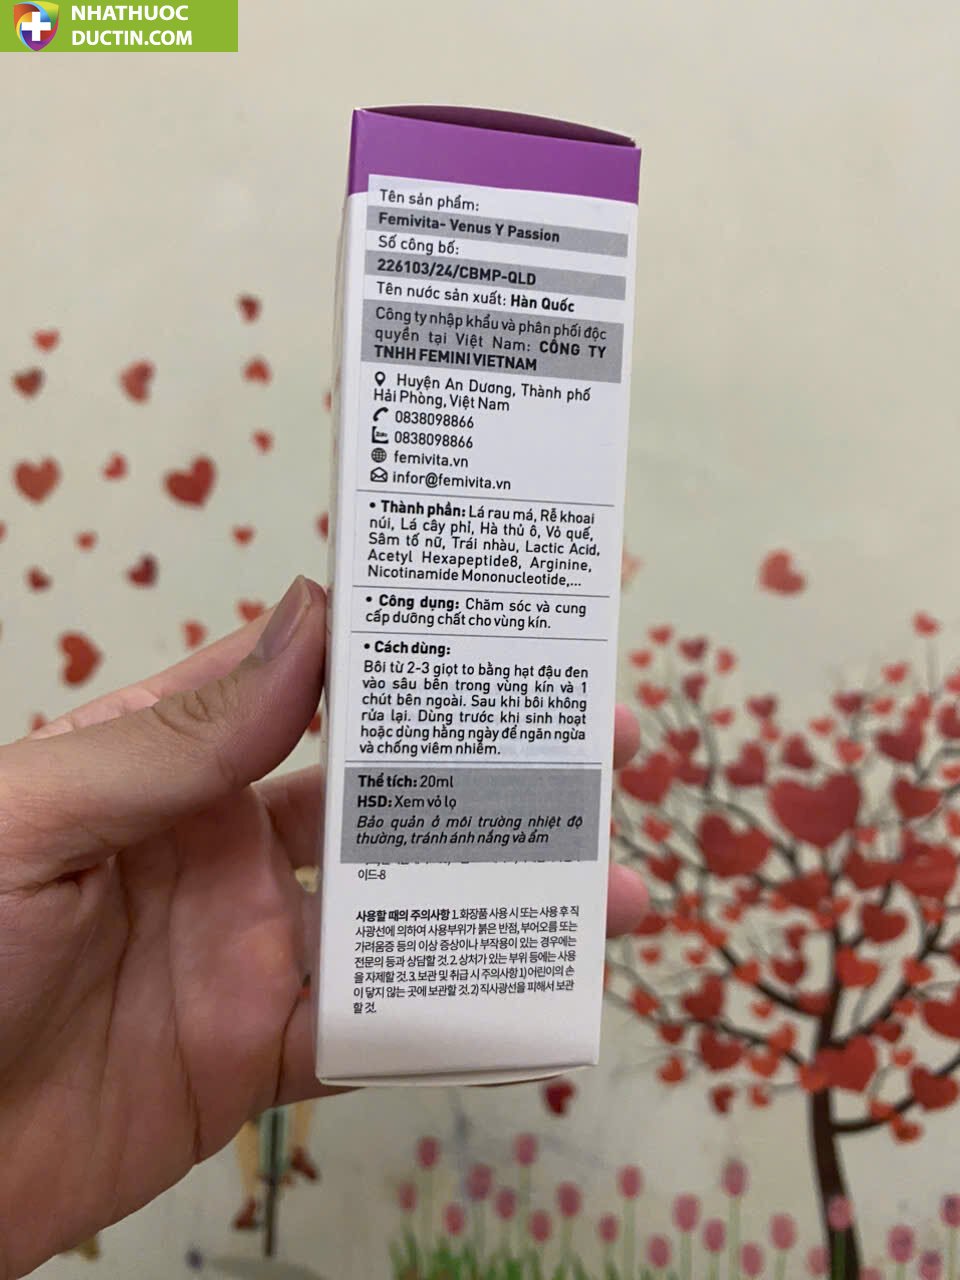 NHATHUOC
DUCTIN.COM
Tên sản phẩm:
Femivita- Venus Y Passion
Số công bố:
226103/24/CBMP-QLD
Tên nước sản xuất: Hàn Quốc
Công ty nhập khẩu và phân phối độc
quyền tại Việt Nam: CÔNG TY
TNHH FEMINI VIETNAM
Huyện An Dương, Thành phố
Hải Phòng, Việt Nam
0838098866
0838098866
femivita.vn
infor@femivita.vn
• Thành phần: Lá rau má, Rễ khoai
núi, Lá cây phỉ, Hà thủ ô, Vỏ quế,
Sâm tố nữ, Trái nhàu, Lactic Acid,
Acetyl Hexapeptide8, Arginine,
Nicotinamide Mononucleotide,...
• Công dụng: Chăm sóc và cung
cấp dưỡng chất cho vùng kín.
• Cách dùng:
Bôi từ 2-3 giọt to bằng hạt đậu đen
vào sâu bên trong vùng kín và 1
chút bên ngoài. Sau khi bôi không
rửa lại. Dùng trước khi sinh hoạt
hoặc dùng hằng ngày để ngăn ngừa
và chống viêm nhiễm.
Thể tích: 20ml
HSD: Xem vỏ lọ
Bảo quản ở môi trường nhiệt độ
thường, tránh ánh nắng và ẩm
이드-8
사용할 때의 주의사항 1. 화장품 사용 시 또는 사용 후 직
사광선에 의하여 사용부위가 붉은 반점, 부어오름 또는
가려움증 등의 이상 증상이나 부작용이 있는 경우에는
전문의 등과 상담할 것. 2. 상처가 있는 부위 등에는 사용
을 자제할 것. 3. 보관 및 취급 시 주의사항 1) 어린이의 손
이 닿지 않는 곳에 보관할 것. 2) 직사광선을 피해서 보관
할 것.